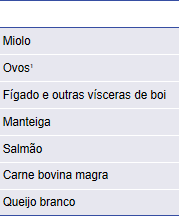 Miolo
Ovos¹
Fígado e outras vísceras de boi
Manteiga
Salmão
Carne bovina magra
Queijo branco